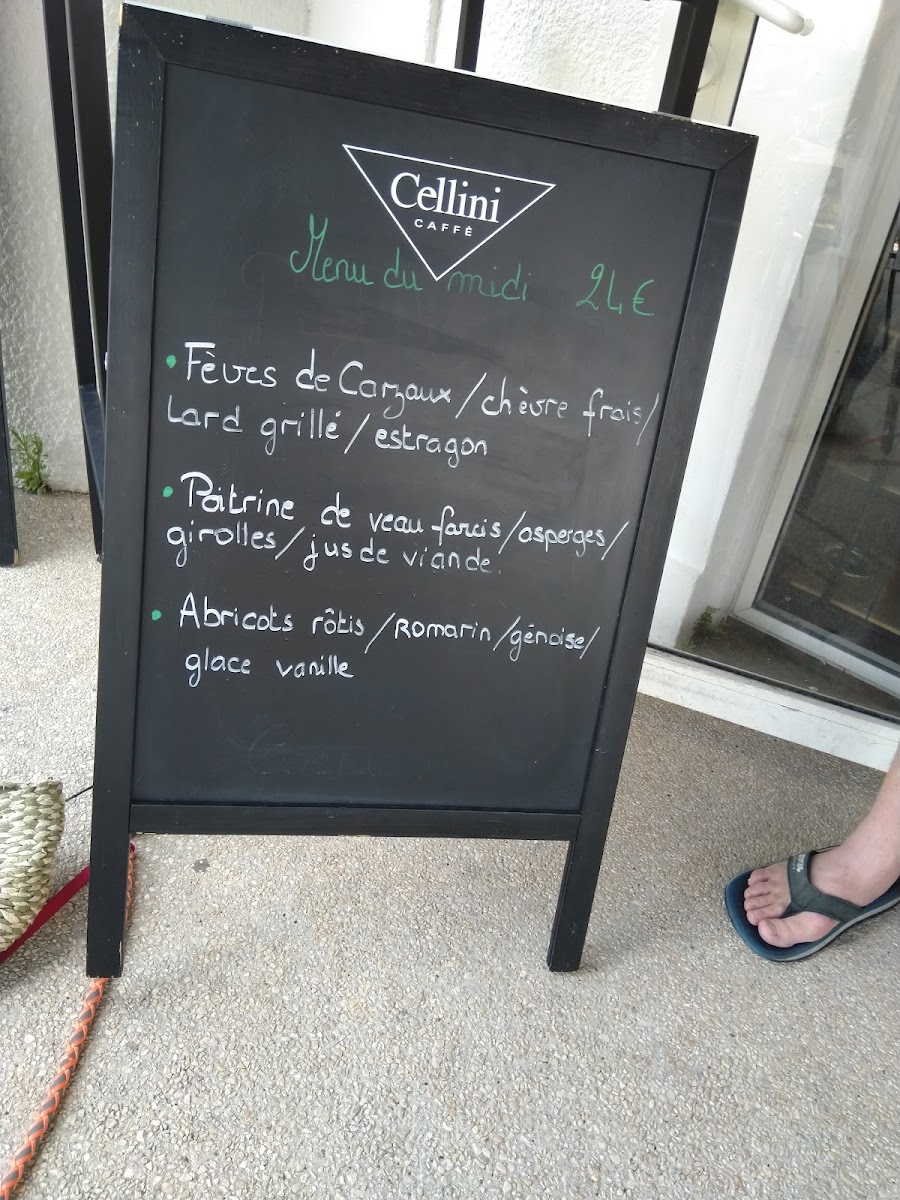 Cellini
CAFFÈ
Menu du midi 24€
• Fèves de Carzaux/chèvre frais/
Lard grillé/estragon
• Poitrine de veau farcis/asperges/
girolles/jus de viande.
• Abricots rôtis/Romarin/génoise/
glace vanille